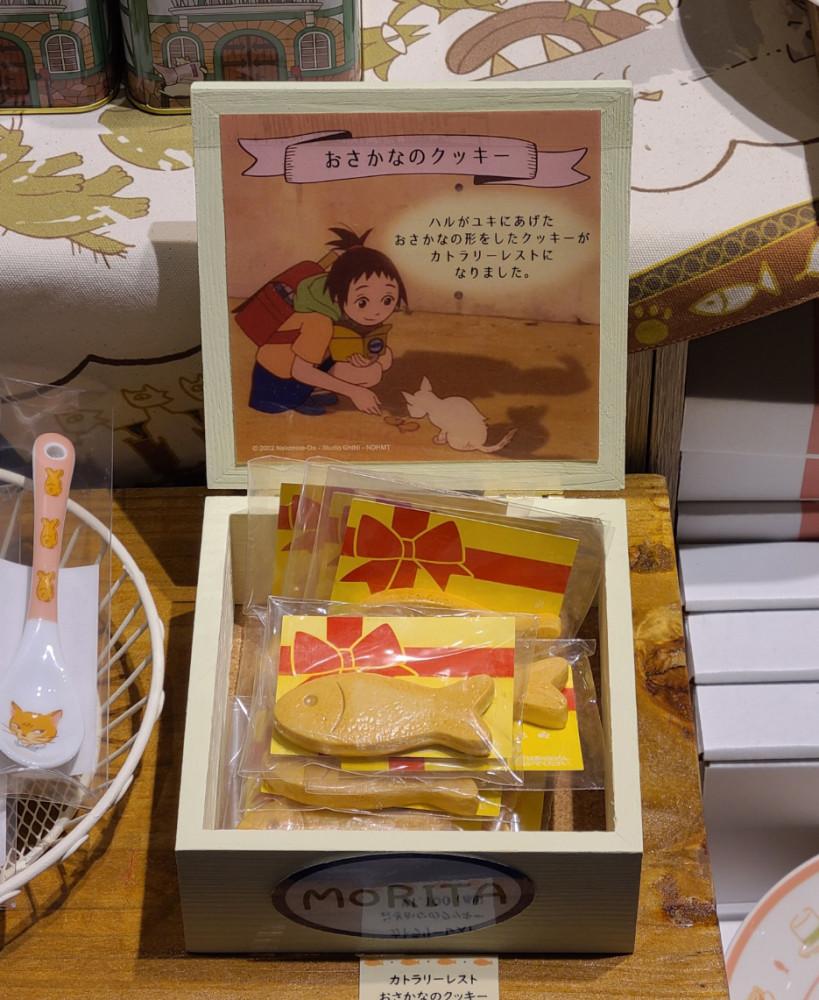 おさかなのクッキー
ハルがユキにあげた
おさかなの形をしたクッキーが
カトラリーレストに
なりました。
© 2002 Nekonote-Do · Studio Ghibli · NDHMT
MORITA
カトラリーレスト
おさかなのクッキー